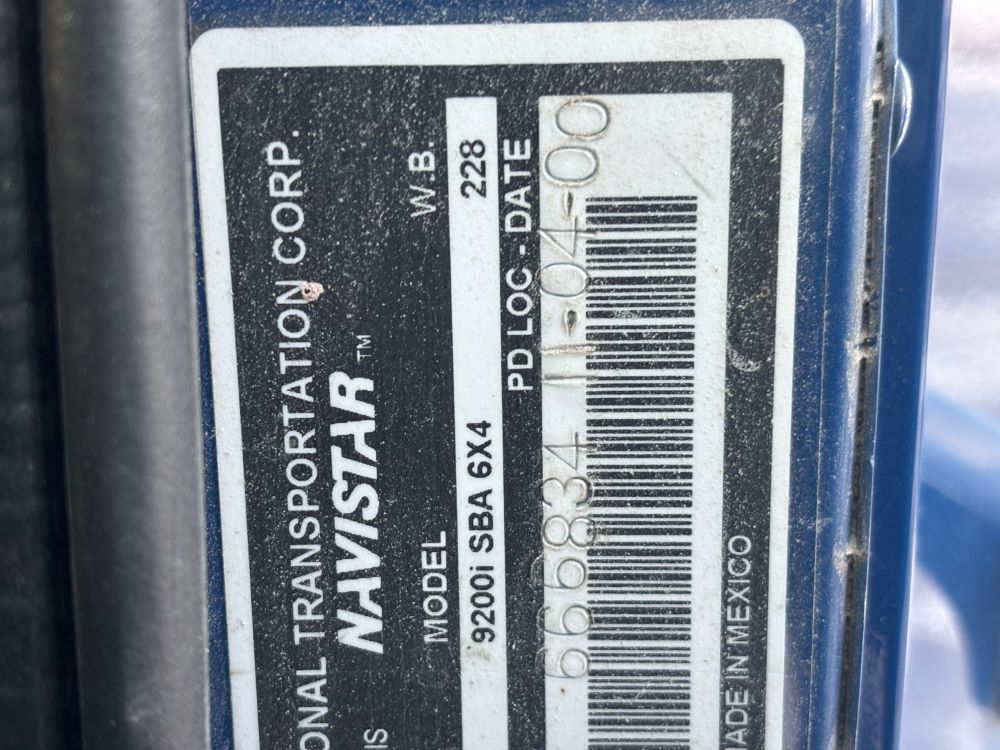 ONAL TRANSPORTATION CORP.
IS NAVISTAR™
MODEL W.B.
9200i SBA 6X4 228
PD LOC - DATE
666834 11-04-00
ADE IN MEXICO